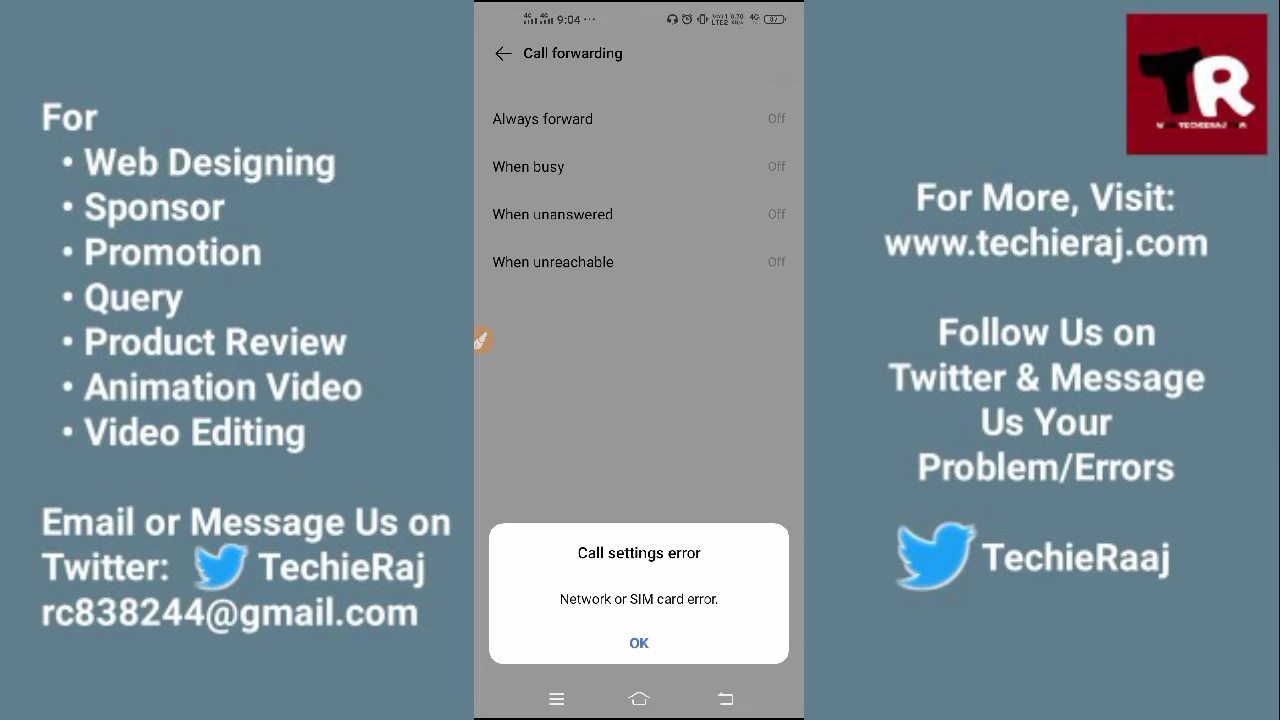 For
• Web Designing
• Sponsor
• Promotion
• Query
• Product Review
• Animation Video
• Video Editing
Email or Message Us on
Twitter: TechieRaj
rc838244@gmail.com
9:04
Call forwarding
Always forward Off
When busy Off
When unanswered Off
When unreachable Off
Call settings error
Network or SIM card error.
OK
TR
For More, Visit:
www.techieraj.com
Follow Us on
Twitter & Message
Us Your
Problem/Errors
TechieRaaj